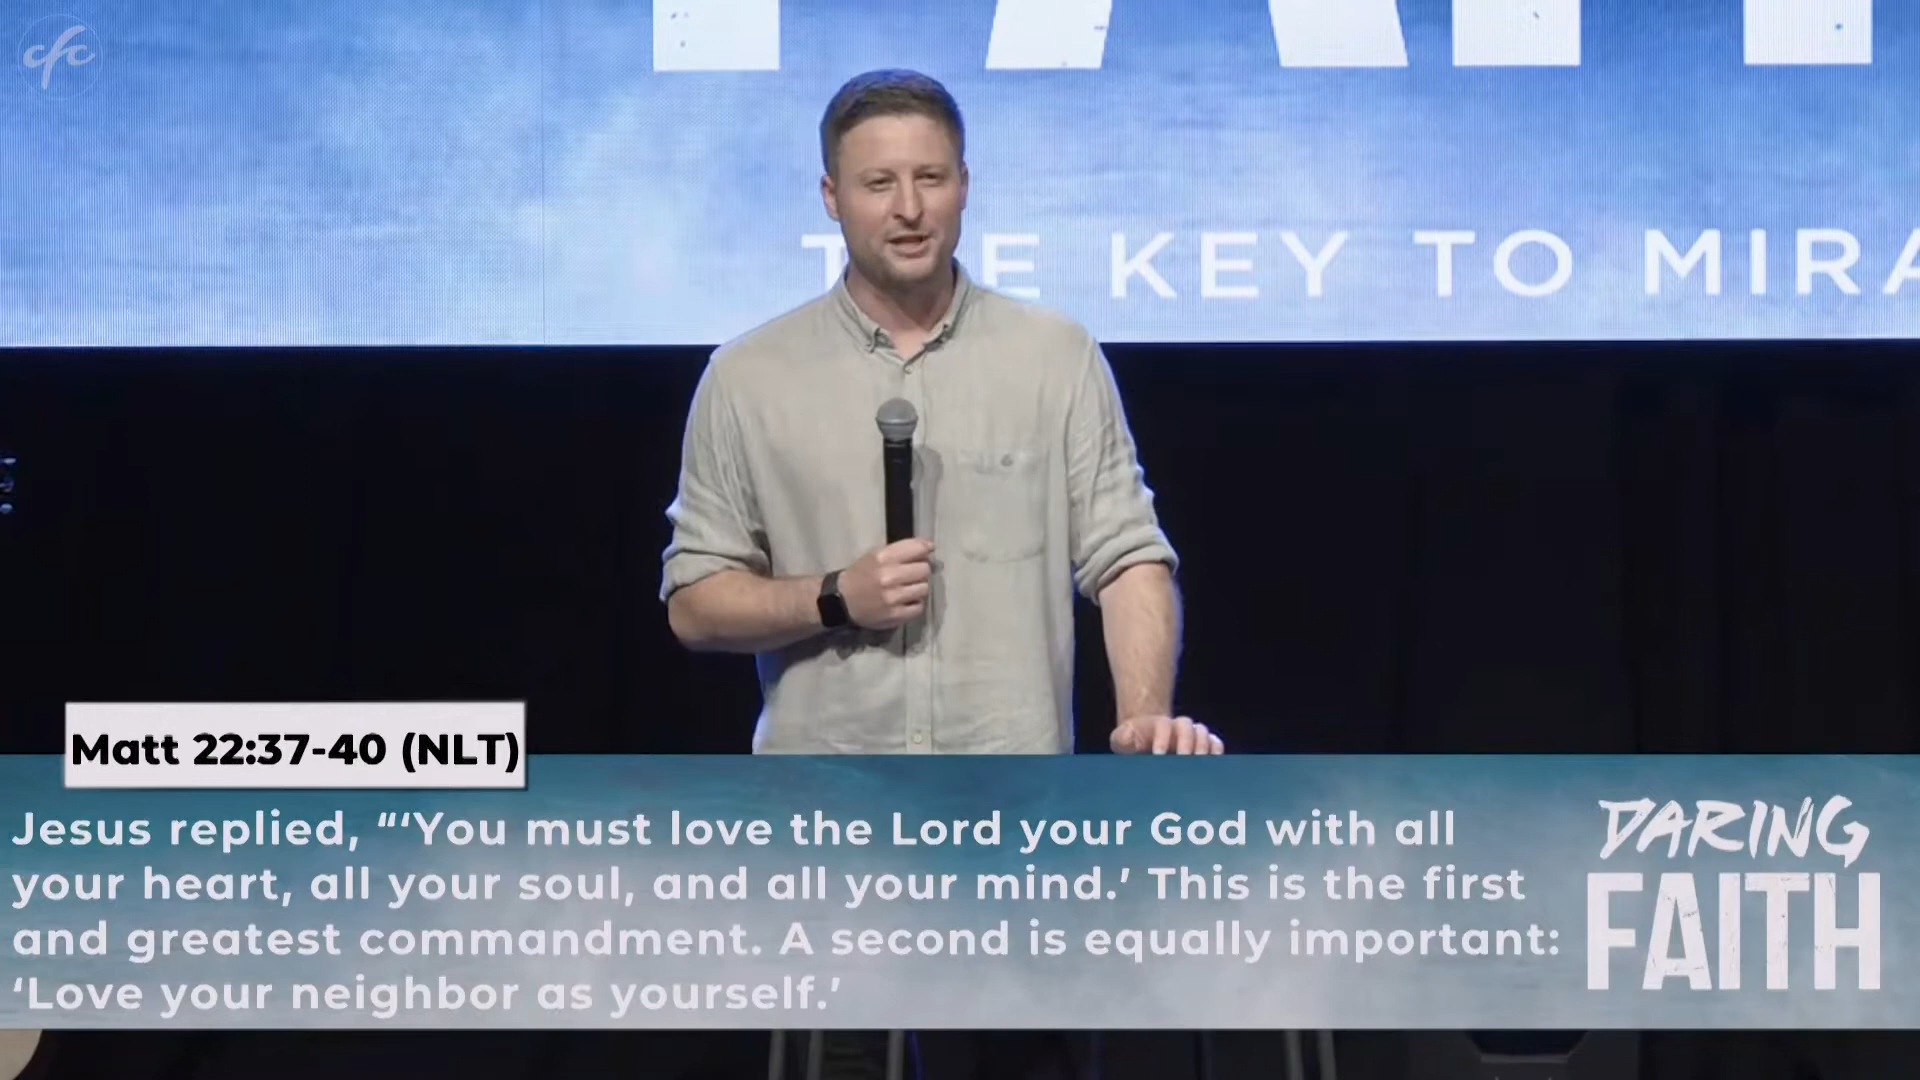 cfc
THE KEY TO MIRA
Matt 22:37-40 (NLT)
Jesus replied, “‘You must love the Lord your God with all
your heart, all your soul, and all your mind.’ This is the first
and greatest commandment. A second is equally important:
‘Love your neighbor as yourself.’
DARING
FAITH